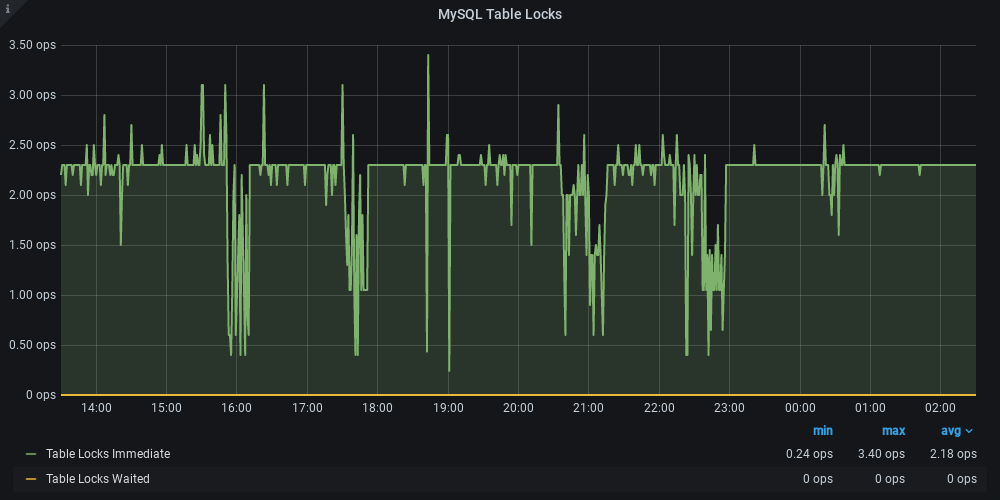 i
MySQL Table Locks
3.50 ops
3.00 ops
2.50 ops
2.00 ops
1.50 ops
1.00 ops
0.50 ops
0 ops
14:00 15:00 16:00 17:00 18:00 19:00 20:00 21:00 22:00 23:00 00:00 01:00 02:00
min max avg
Table Locks Immediate 0.24 ops 3.40 ops 2.18 ops
Table Locks Waited 0 ops 0 ops 0 ops